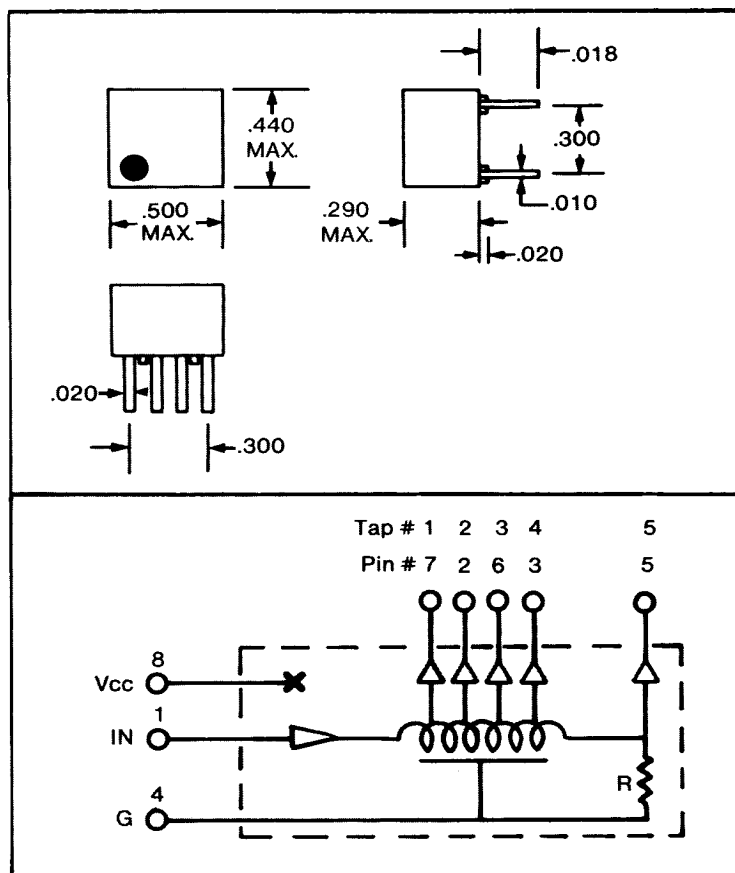 .018
.440
MAX.
.300
.500
MAX.
.290
MAX.
.010
.020
.020
.300
Tap # 1 2 3 4 5
Pin # 7 2 6 3 5
8
Vcc
1
IN
R
4
G